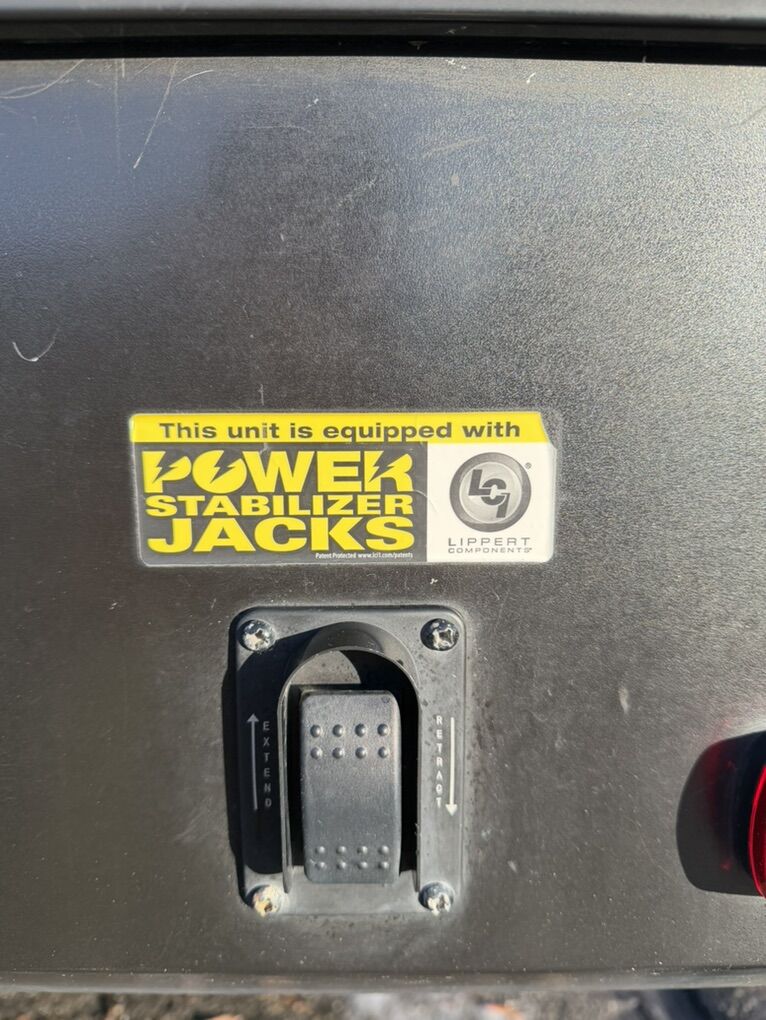 This unit is equipped with
POWER
STABILIZER
JACKS
Patent Protected www.lci1.com/patents
LCI
®
LIPPERT
COMPONENTS®
EXTEND
RETRACT